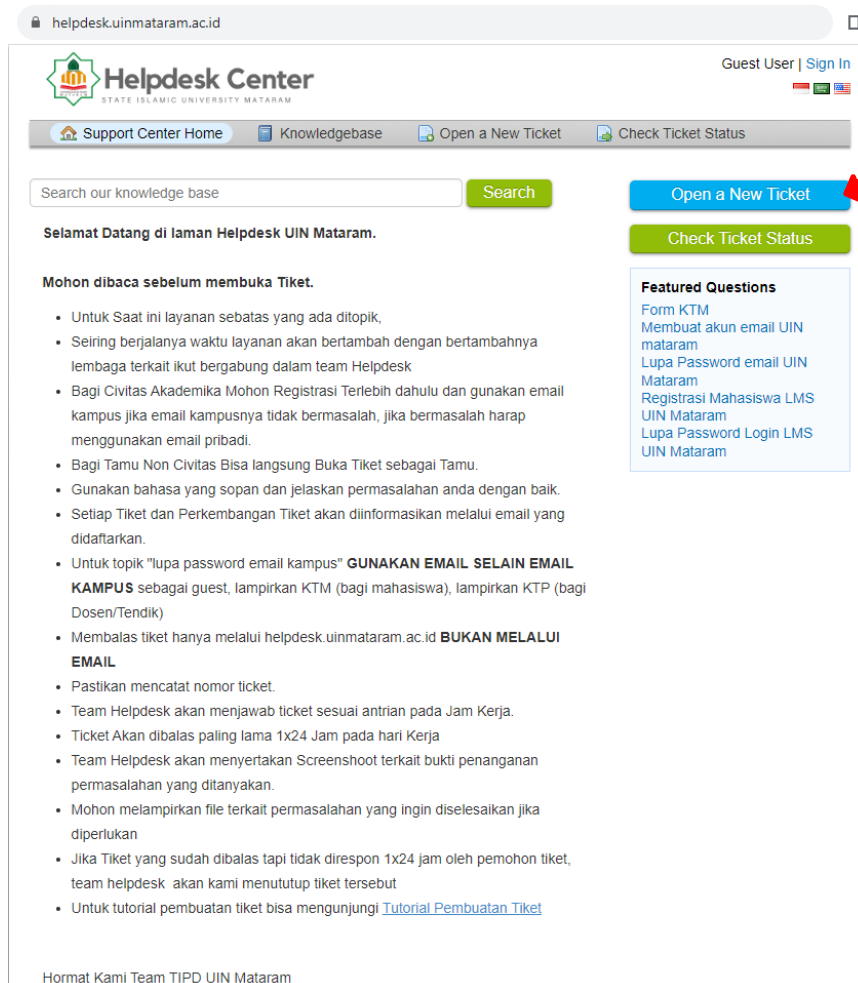 helpdesk.uinmataram.ac.id
Helpdesk Center
STATE ISLAMIC UNIVERSITY MATARAM
Guest User | Sign In
Support Center Home
Knowledgebase
Open a New Ticket
Check Ticket Status
Search our knowledge base
Search
Open a New Ticket
Check Ticket Status
Selamat Datang di laman Helpdesk UIN Mataram.
Mohon dibaca sebelum membuka Tiket.
• Untuk Saat ini layanan sebatas yang ada ditopik,
• Seiring berjalanya waktu layanan akan bertambah dengan bertambahnya
lembaga terkait ikut bergabung dalam team Helpdesk
• Bagi Civitas Akademika Mohon Registrasi Terlebih dahulu dan gunakan email
kampus jika email kampusnya tidak bermasalah, jika bermasalah harap
menggunakan email pribadi.
• Bagi Tamu Non Civitas Bisa langsung Buka Tiket sebagai Tamu.
• Gunakan bahasa yang sopan dan jelaskan permasalahan anda dengan baik.
• Setiap Tiket dan Perkembangan Tiket akan diinformasikan melalui email yang
didaftarkan.
• Untuk topik "lupa password email kampus" GUNAKAN EMAIL SELAIN EMAIL
KAMPUS sebagai guest, lampirkan KTM (bagi mahasiswa), lampirkan KTP (bagi
Dosen/Tendik)
• Membalas tiket hanya melalui helpdesk.uinmataram.ac.id BUKAN MELALUI
EMAIL
• Pastikan mencatat nomor ticket.
• Team Helpdesk akan menjawab ticket sesuai antrian pada Jam Kerja.
• Ticket Akan dibalas paling lama 1x24 Jam pada hari Kerja
• Team Helpdesk akan menyertakan Screenshoot terkait bukti penanganan
permasalahan yang ditanyakan.
• Mohon melampirkan file terkait permasalahan yang ingin diselesaikan jika
diperlukan
• Jika Tiket yang sudah dibalas tapi tidak direspon 1x24 jam oleh pemohon tiket,
team helpdesk akan kami menututup tiket tersebut
• Untuk tutorial pembuatan tiket bisa mengunjungi Tutorial Pembuatan Tiket
Hormat Kami Team TIPD UIN Mataram
Featured Questions
Form KTM
Membuat akun email UIN
mataram
Lupa Password email UIN
Mataram
Registrasi Mahasiswa LMS
UIN Mataram
Lupa Password Login LMS
UIN Mataram